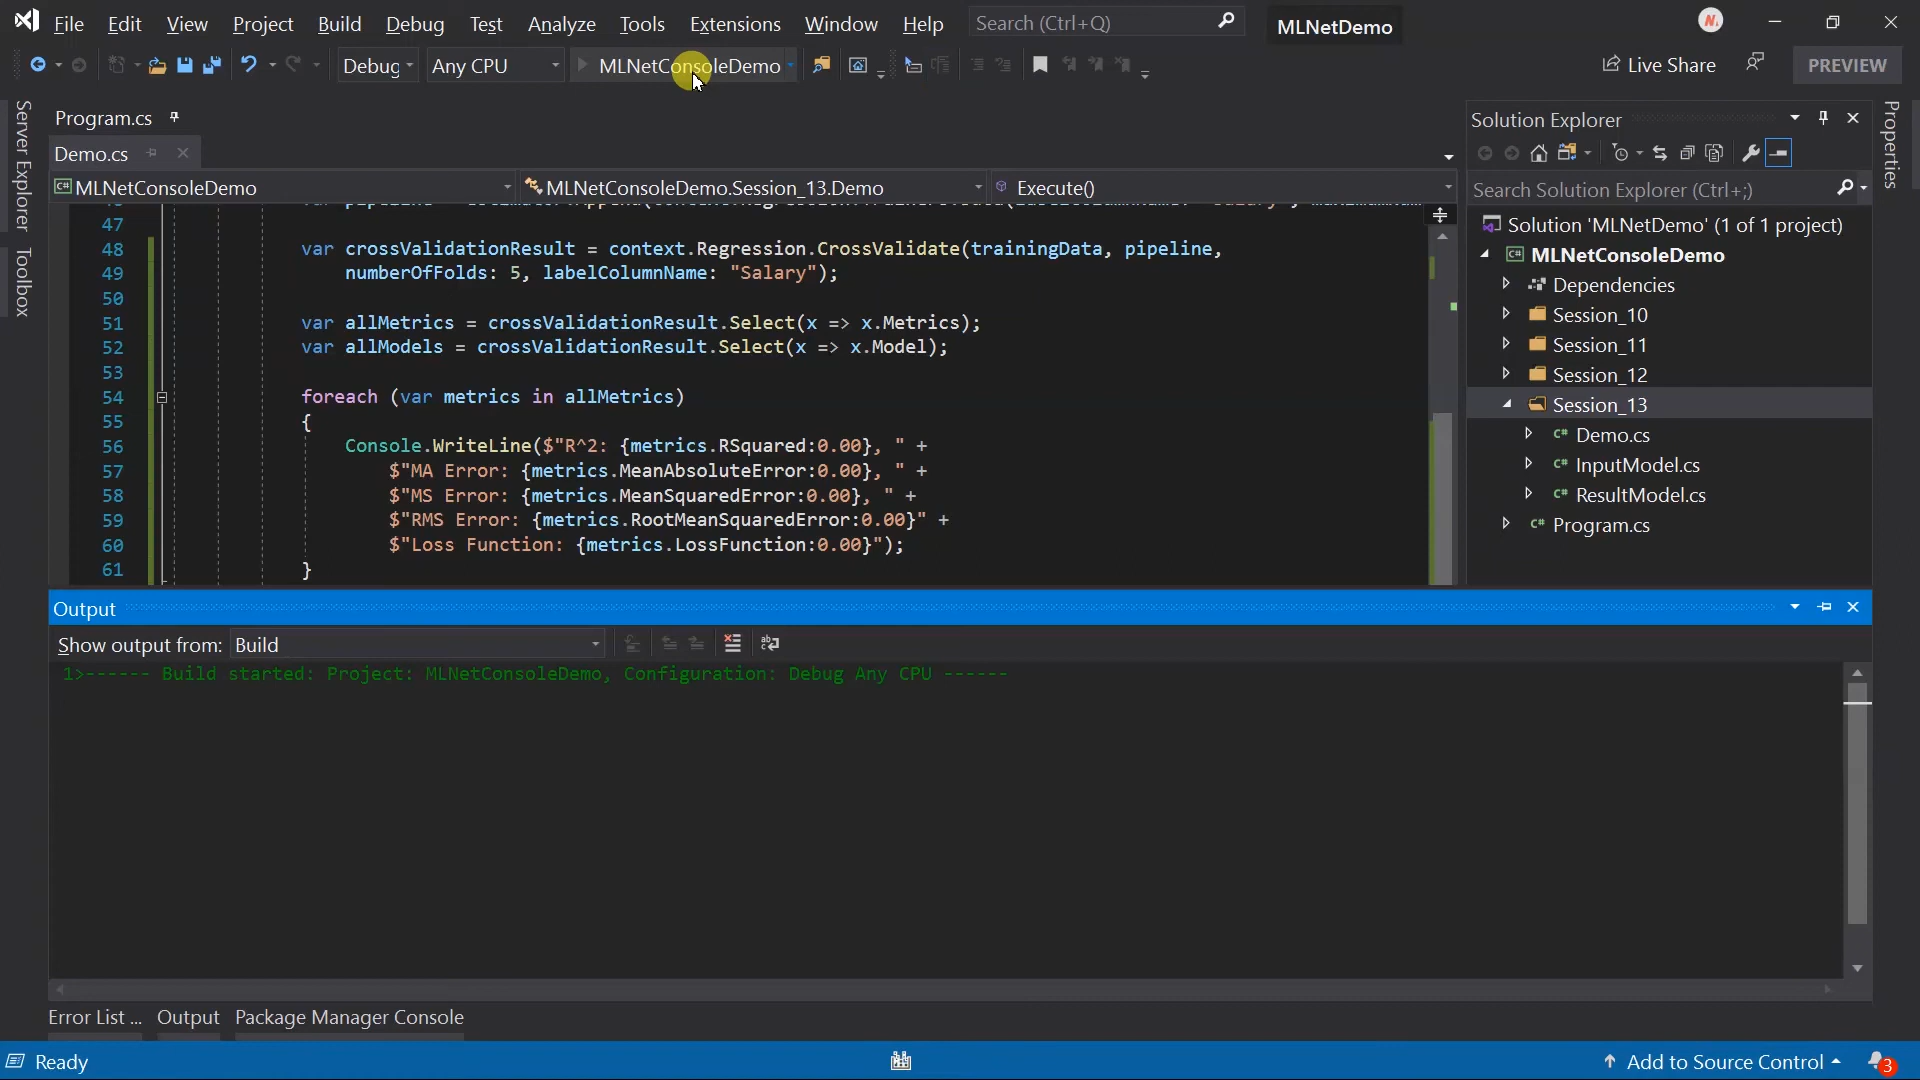 File Edit View Project Build Debug Test Analyze Tools Extensions Window Help Search (Ctrl+Q) MLNetDemo
Debug Any CPU MLNetConsoleDemo Live Share PREVIEW
Server Explorer
Toolbox
Program.cs
Demo.cs
MLNetConsoleDemo MLNetConsoleDemo.Session_13.Demo Execute()
47
48 var crossValidationResult = context.Regression.CrossValidate(trainingData, pipeline,
49 numberOfFolds: 5, labelColumnName: "Salary");
50
51 var allMetrics = crossValidationResult.Select(x => x.Metrics);
52 var allModels = crossValidationResult.Select(x => x.Model);
53
54 foreach (var metrics in allMetrics)
55 {
56 Console.WriteLine($"R^2: {metrics.RSquared:0.00}, " +
57 $"MA Error: {metrics.MeanAbsoluteError:0.00}, " +
58 $"MS Error: {metrics.MeanSquaredError:0.00}, " +
59 $"RMS Error: {metrics.RootMeanSquaredError:0.00}" +
60 $"Loss Function: {metrics.LossFunction:0.00}");
61 }
Solution Explorer
Search Solution Explorer (Ctrl+;)
Solution 'MLNetDemo' (1 of 1 project)
MLNetConsoleDemo
Dependencies
Session_10
Session_11
Session_12
Session_13
Demo.cs
InputModel.cs
ResultModel.cs
Program.cs
Properties
Output
Show output from: Build
1>------ Build started: Project: MLNetConsoleDemo, Configuration: Debug Any CPU ------
Error List ... Output Package Manager Console
Ready Add to Source Control 3